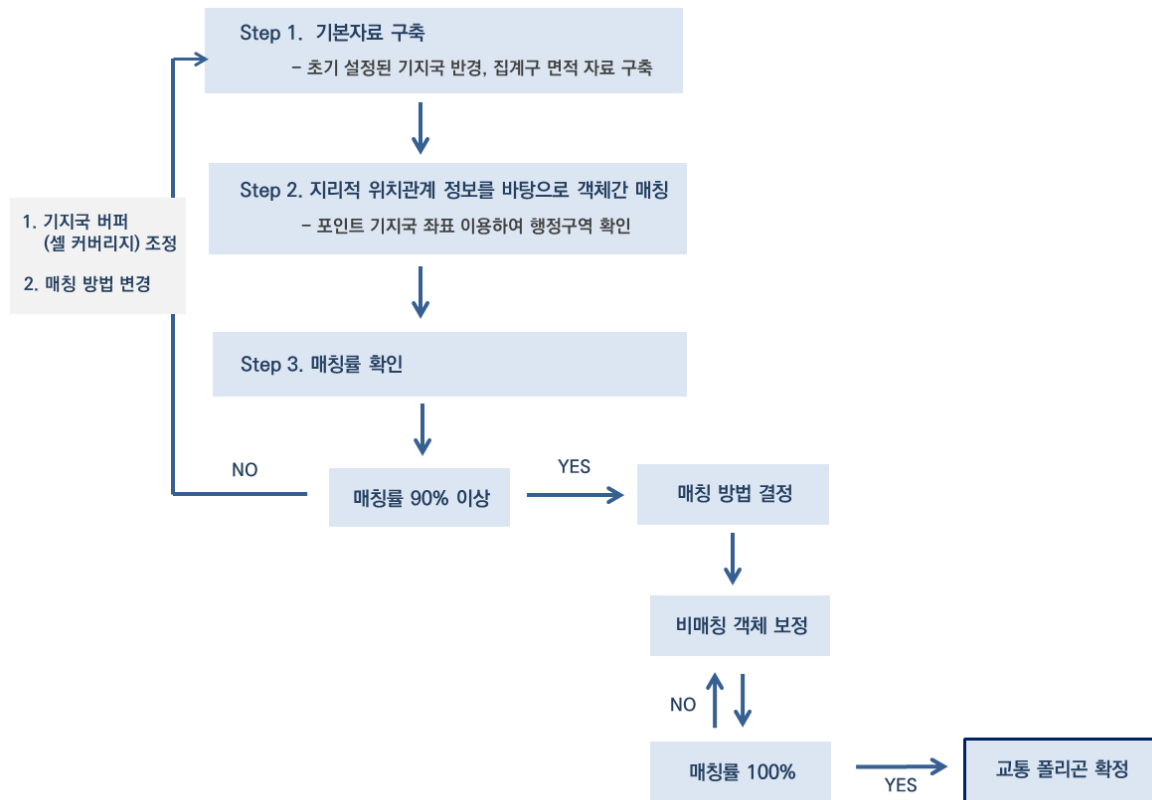 Step 1. 기본자료 구축
– 초기 설정된 기지국 반경, 집계구 면적 자료 구축
Step 2. 지리적 위치관계 정보를 바탕으로 객체간 매칭
– 포인트 기지국 좌표 이용하여 행정구역 확인
1. 기지국 버퍼
(셀 커버리지) 조정
2. 매칭 방법 변경
Step 3. 매칭률 확인
NO
YES
매칭률 90% 이상
매칭 방법 결정
비매칭 객체 보정
NO
매칭률 100%
YES
교통 폴리곤 확정